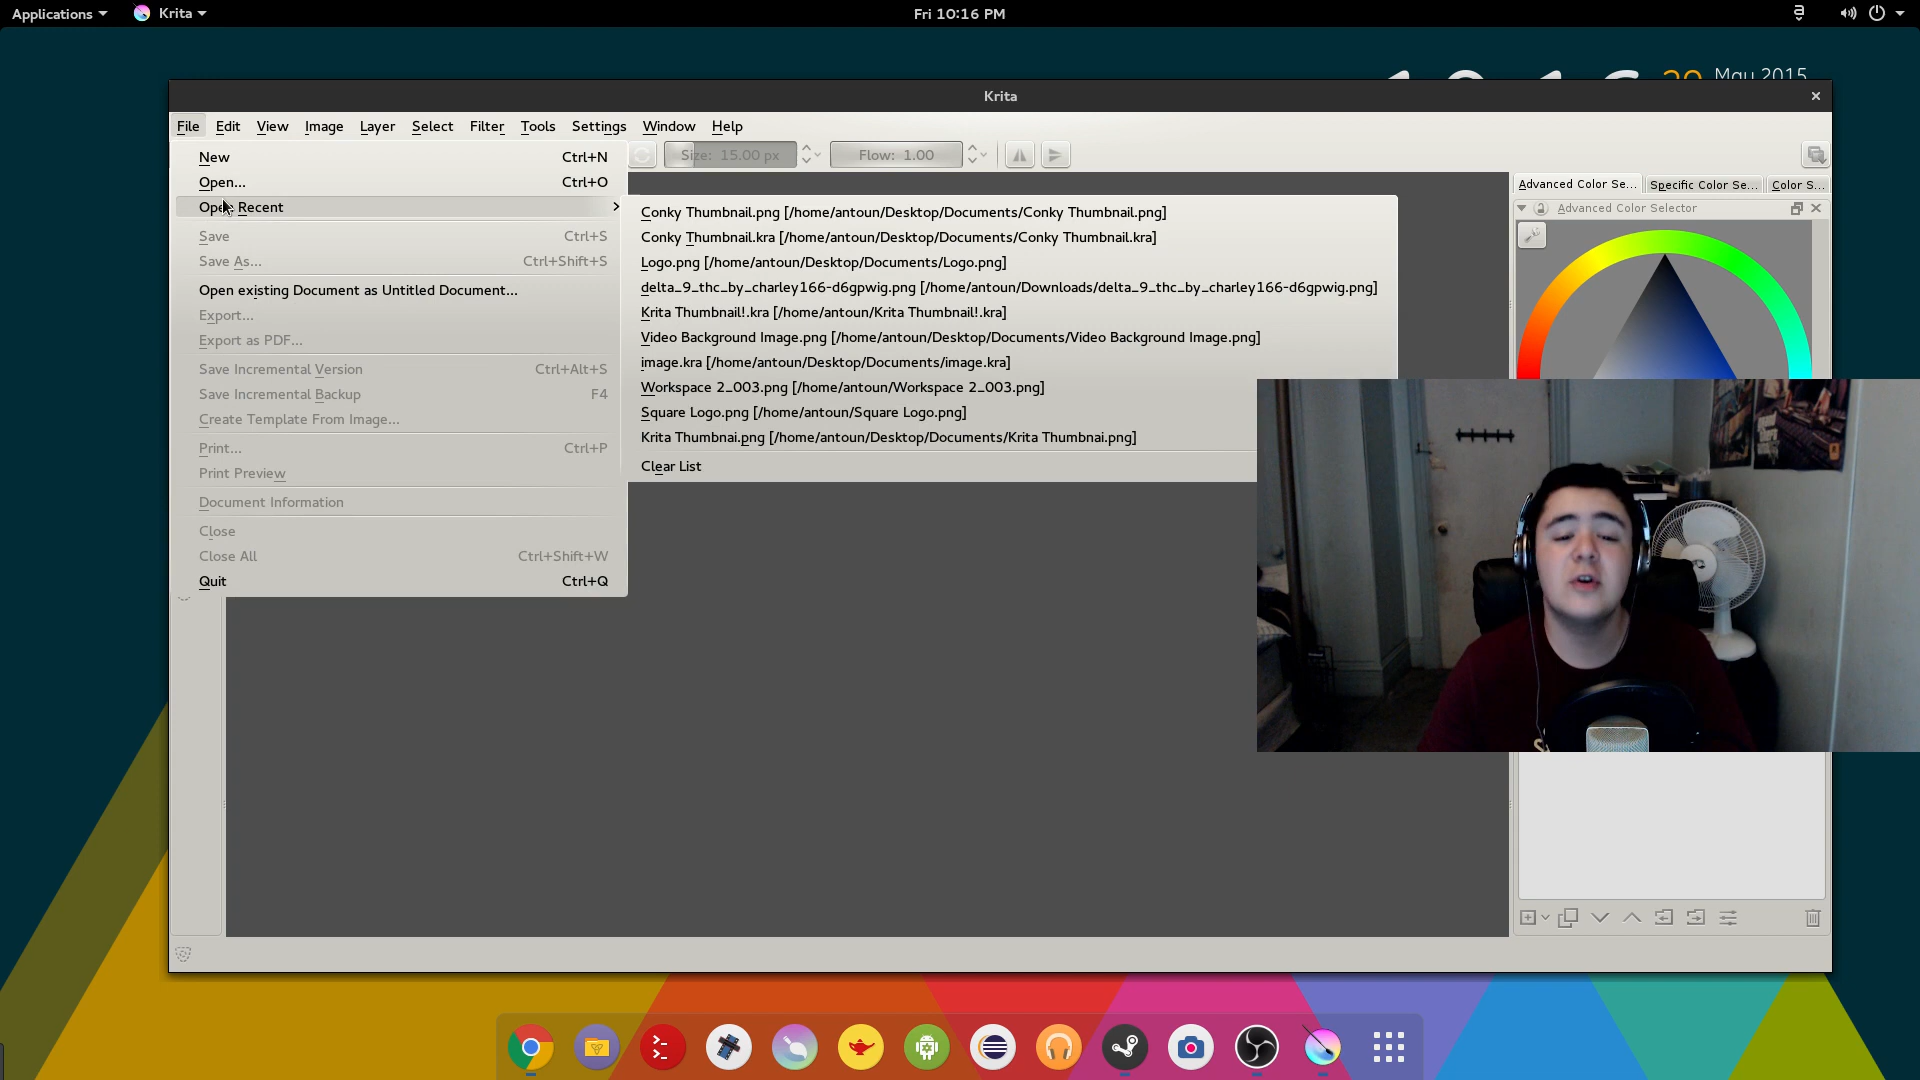 Applications Krita Fri 10:16 PM
May 2015
Krita
File Edit View Image Layer Select Filter Tools Settings Window Help
Size: 15.00 px Flow: 1.00
New Ctrl+N
Open... Ctrl+O
Open Recent
Save Ctrl+S
Save As... Ctrl+Shift+S
Open existing Document as Untitled Document...
Export...
Export as PDF...
Save Incremental Version Ctrl+Alt+S
Save Incremental Backup F4
Create Template From Image...
Print... Ctrl+P
Print Preview
Document Information
Close
Close All Ctrl+Shift+W
Quit Ctrl+Q
Conky Thumbnail.png [/home/antoun/Desktop/Documents/Conky Thumbnail.png]
Conky Thumbnail.kra [/home/antoun/Desktop/Documents/Conky Thumbnail.kra]
Logo.png [/home/antoun/Desktop/Documents/Logo.png]
delta_9_thc_by_charley166-d6gpwig.png [/home/antoun/Downloads/delta_9_thc_by_charley166-d6gpwig.png]
Krita Thumbnail!.kra [/home/antoun/Krita Thumbnail!.kra]
Video Background Image.png [/home/antoun/Desktop/Documents/Video Background Image.png]
image.kra [/home/antoun/Desktop/Documents/image.kra]
Workspace 2_003.png [/home/antoun/Workspace 2_003.png]
Square Logo.png [/home/antoun/Square Logo.png]
Krita Thumbnai.png [/home/antoun/Desktop/Documents/Krita Thumbnai.png]
Clear List
Advanced Color Se... Specific Color Se... Color S...
Advanced Color Selector